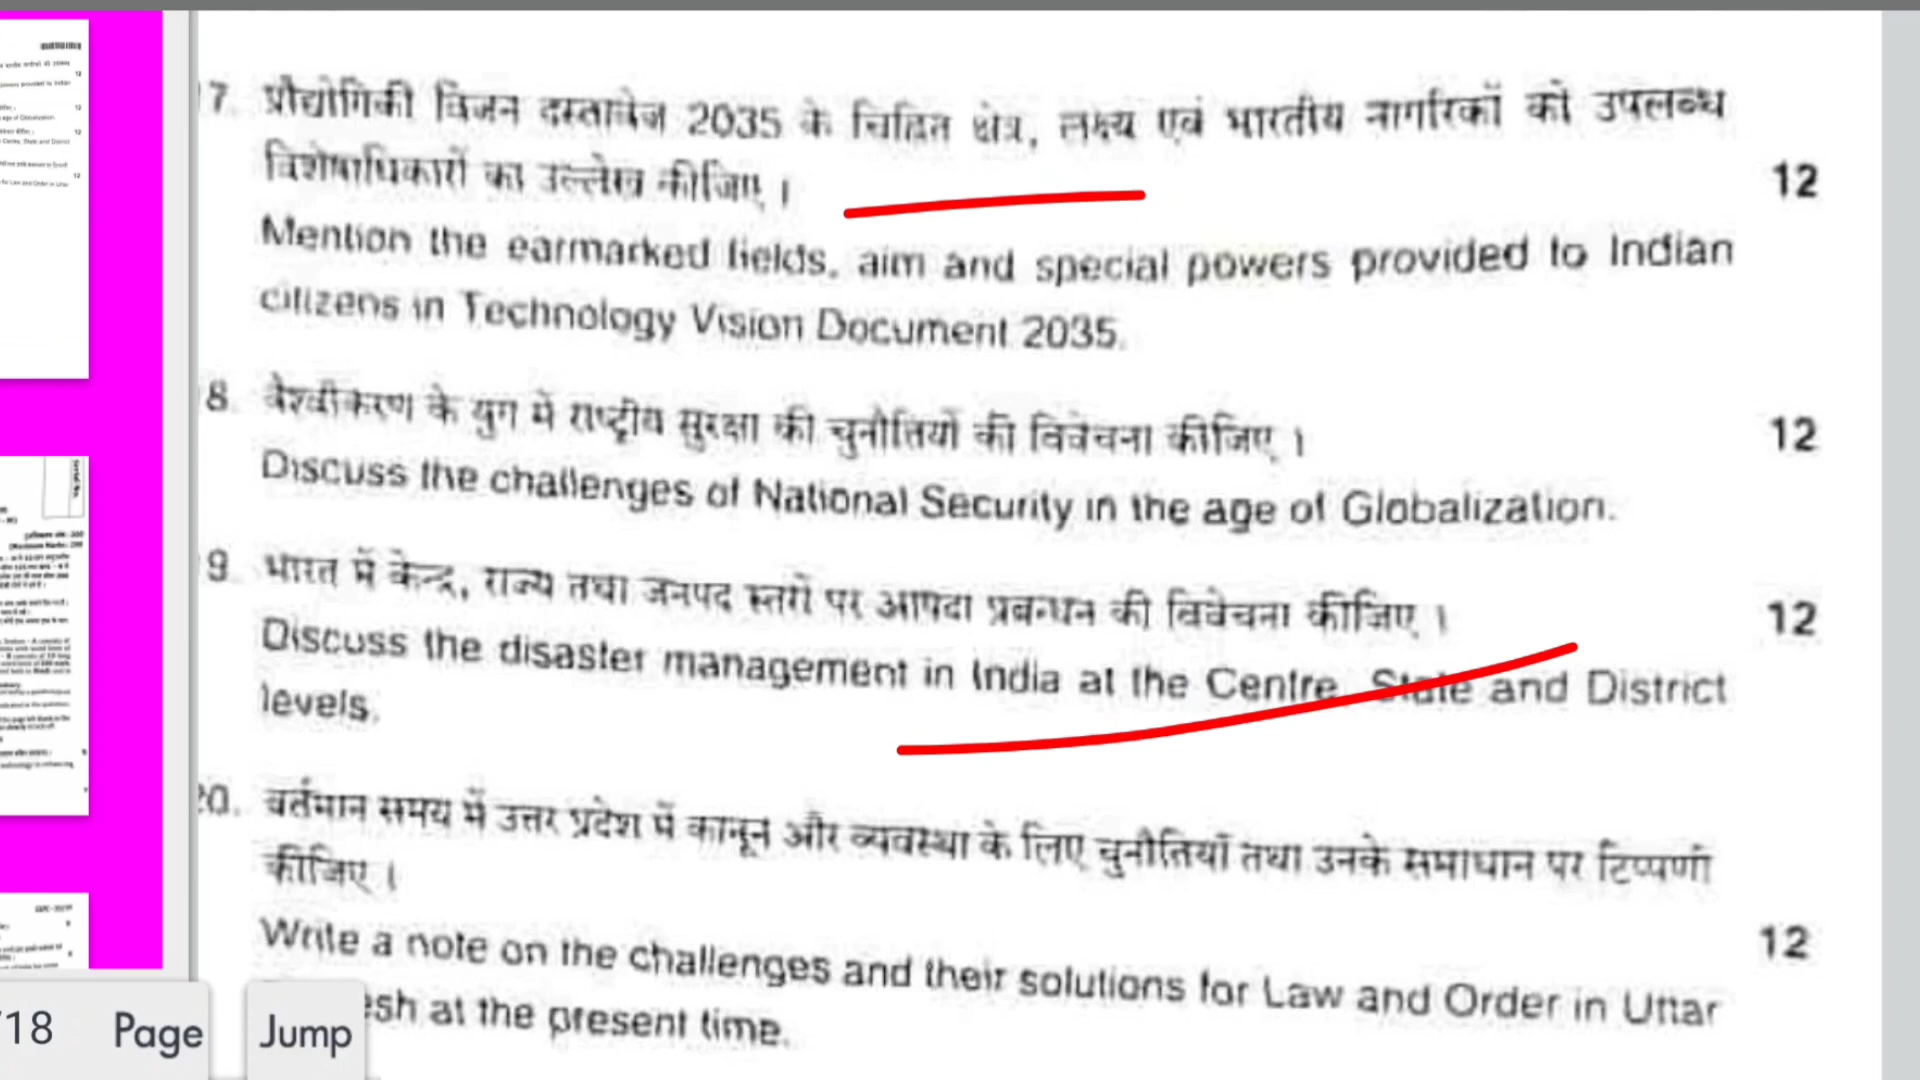 17. प्रौद्योगिकी विजन दस्तावेज 2035 के चिह्नित क्षेत्र, लक्ष्य एवं भारतीय नागरिकों को उपलब्ध
विशेषाधिकारों का उल्लेख कीजिए ।
12
Mention the earmarked fields, aim and special powers provided to Indian
citizens in Technology Vision Document 2035.
8. वैश्वीकरण के युग में राष्ट्रीय सुरक्षा की चुनौतियों की विवेचना कीजिए ।
12
Discuss the challenges of National Security in the age of Globalization.
9. भारत में केन्द्र, राज्य तथा जनपद स्तरों पर आपदा प्रबन्धन की विवेचना कीजिए ।
12
Discuss the disaster management in India at the Centre, State and District
levels.
20. वर्तमान समय में उत्तर प्रदेश में कानून और व्यवस्था के लिए चुनौतियाँ तथा उनके समाधान पर टिप्पणी
कीजिए ।
12
Write a note on the challenges and their solutions for Law and Order in Uttar
esh at the present time.
/18 Page Jump